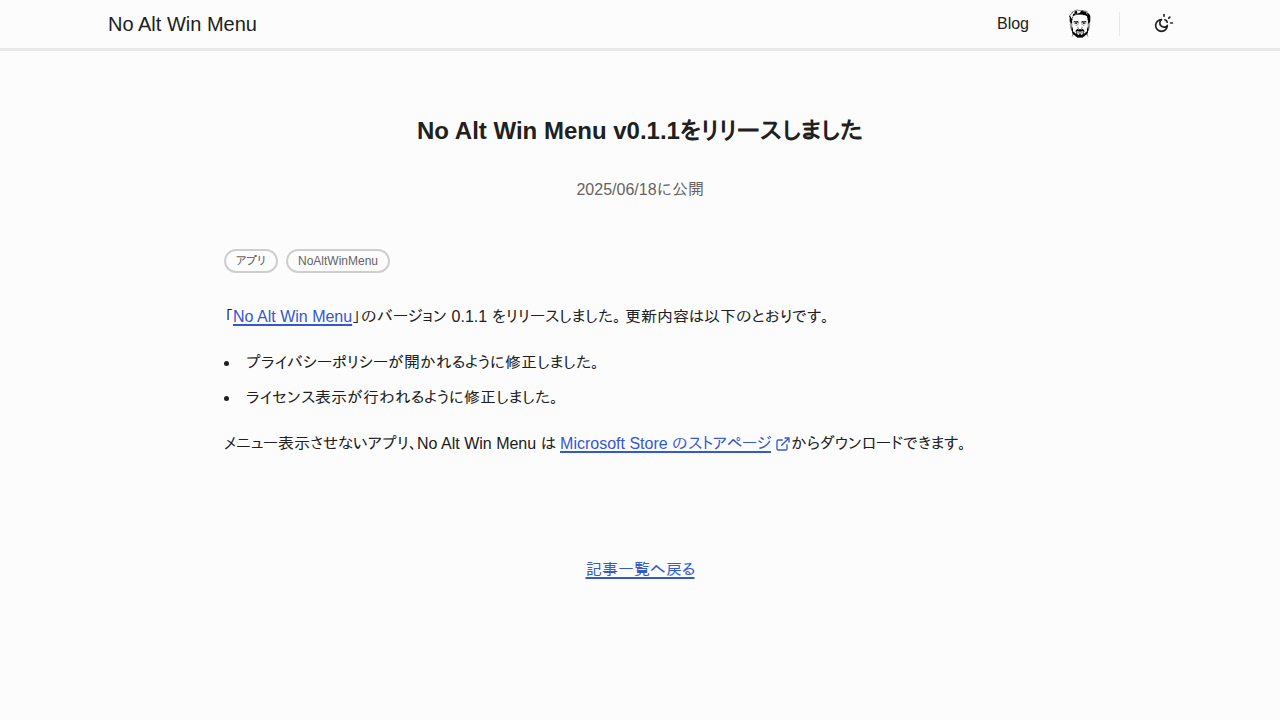 No Alt Win Menu
Blog
No Alt Win Menu v0.1.1をリリースしました
2025/06/18に公開
アプリ
NoAltWinMenu
「No Alt Win Menu」のバージョン 0.1.1 をリリースしました。更新内容は以下のとおりです。
プライバシーポリシーが開かれるように修正しました。
ライセンス表示が行われるように修正しました。
メニュー表示させないアプリ、No Alt Win Menu は Microsoft Store のストアページからダウンロードできます。
記事一覧へ戻る